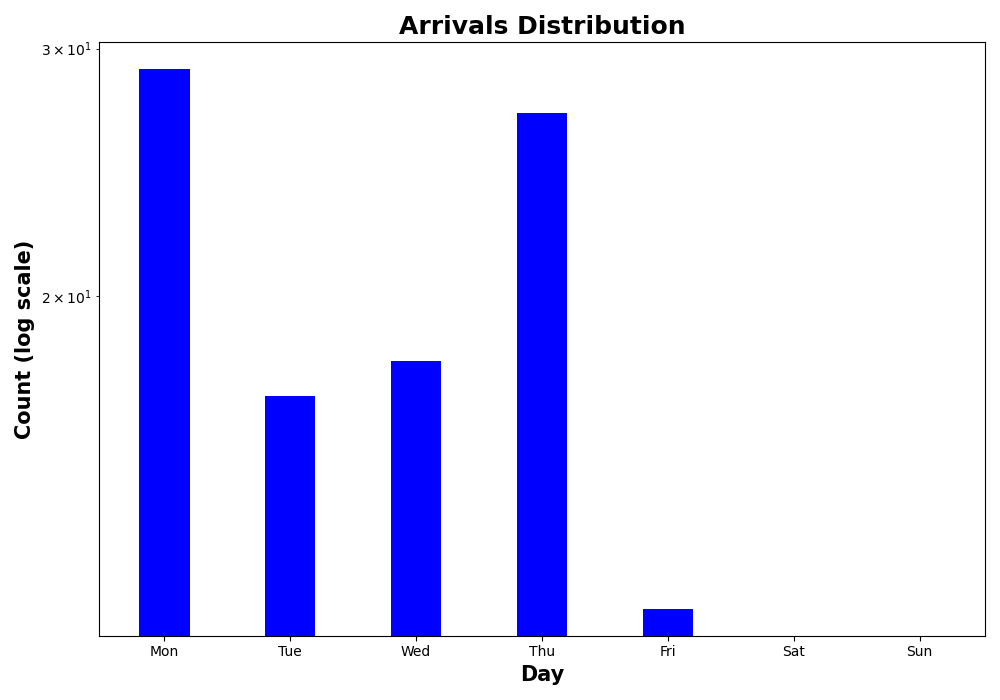 Arrivals Distribution
3 × 10¹
2 × 10¹
Count (log scale)
Mon Tue Wed Thu Fri Sat Sun
Day